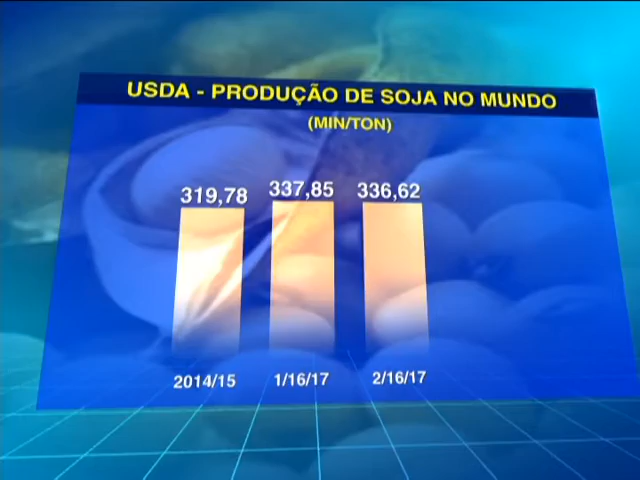 USDA - PRODUÇÃO DE SOJA NO MUNDO
(MIN/TON)
319,78 337,85 336,62
2014/15 1/16/17 2/16/17